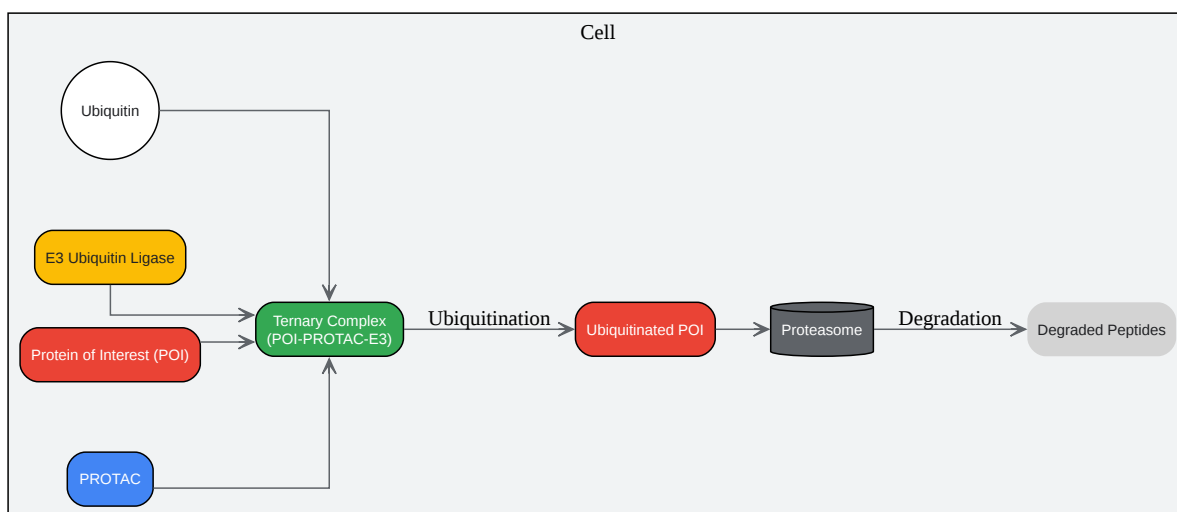 Cell
Ubiquitin
E3 Ubiquitin Ligase
Protein of Interest (POI)
PROTAC
Ternary Complex
(POI-PROTAC-E3)
Ubiquitination
Ubiquitinated POI
Proteasome
Degradation
Degraded Peptides